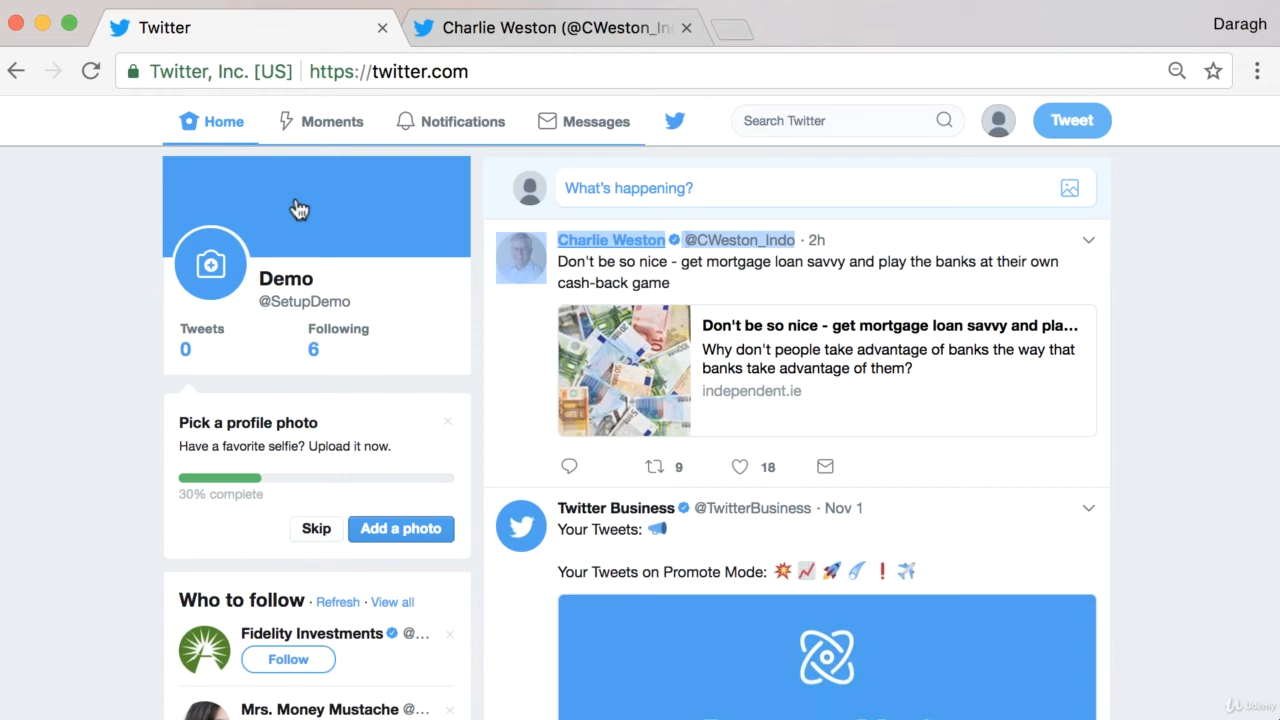 Twitter
Charlie Weston (@CWeston_In
Daragh
Twitter, Inc. [US]
https://twitter.com
Home
Moments
Notifications
Messages
Search Twitter
Tweet
What's happening?
Demo
@SetupDemo
Tweets
Following
0
6
Pick a profile photo
Have a favorite selfie? Upload it now.
30% complete
Skip
Add a photo
Who to follow · Refresh · View all
Fidelity Investments @...
Follow
Mrs. Money Mustache @...
Charlie Weston @CWeston_Indo · 2h
Don't be so nice - get mortgage loan savvy and play the banks at their own
cash-back game
Don't be so nice - get mortgage loan savvy and pla...
Why don't people take advantage of banks the way that
banks take advantage of them?
independent.ie
9
18
Twitter Business @TwitterBusiness · Nov 1
Your Tweets: 📣
Your Tweets on Promote Mode: 💥 📈 🚀 ☄️ ❗ ✈️
Udemy